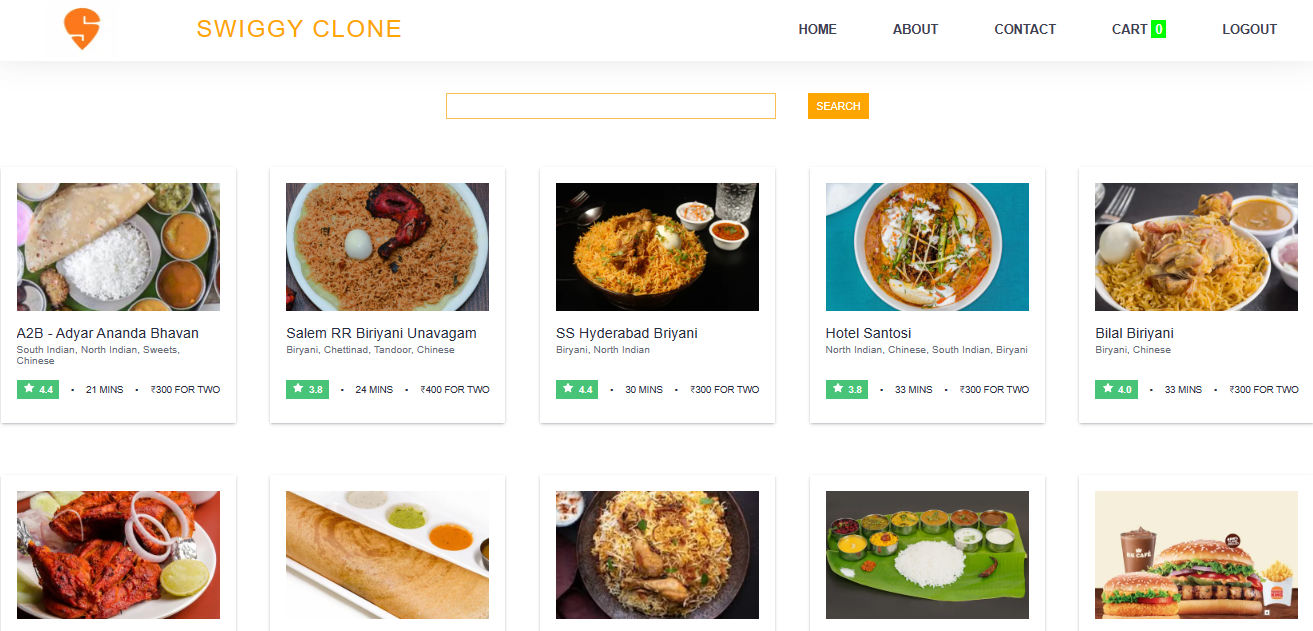 SWIGGY CLONE
HOME
ABOUT
CONTACT
CART 0
LOGOUT
SEARCH
A2B - Adyar Ananda Bhavan
South Indian, North Indian, Sweets,
Chinese
4.4 • 21 MINS • ₹300 FOR TWO
Salem RR Biriyani Unavagam
Biryani, Chettinad, Tandoor, Chinese
3.8 • 24 MINS • ₹400 FOR TWO
SS Hyderabad Briyani
Biryani, North Indian
4.4 • 30 MINS • ₹300 FOR TWO
Hotel Santosi
North Indian, Chinese, South Indian, Biryani
3.8 • 33 MINS • ₹300 FOR TWO
Bilal Biriyani
Biryani, Chinese
4.0 • 33 MINS • ₹300 FOR TWO